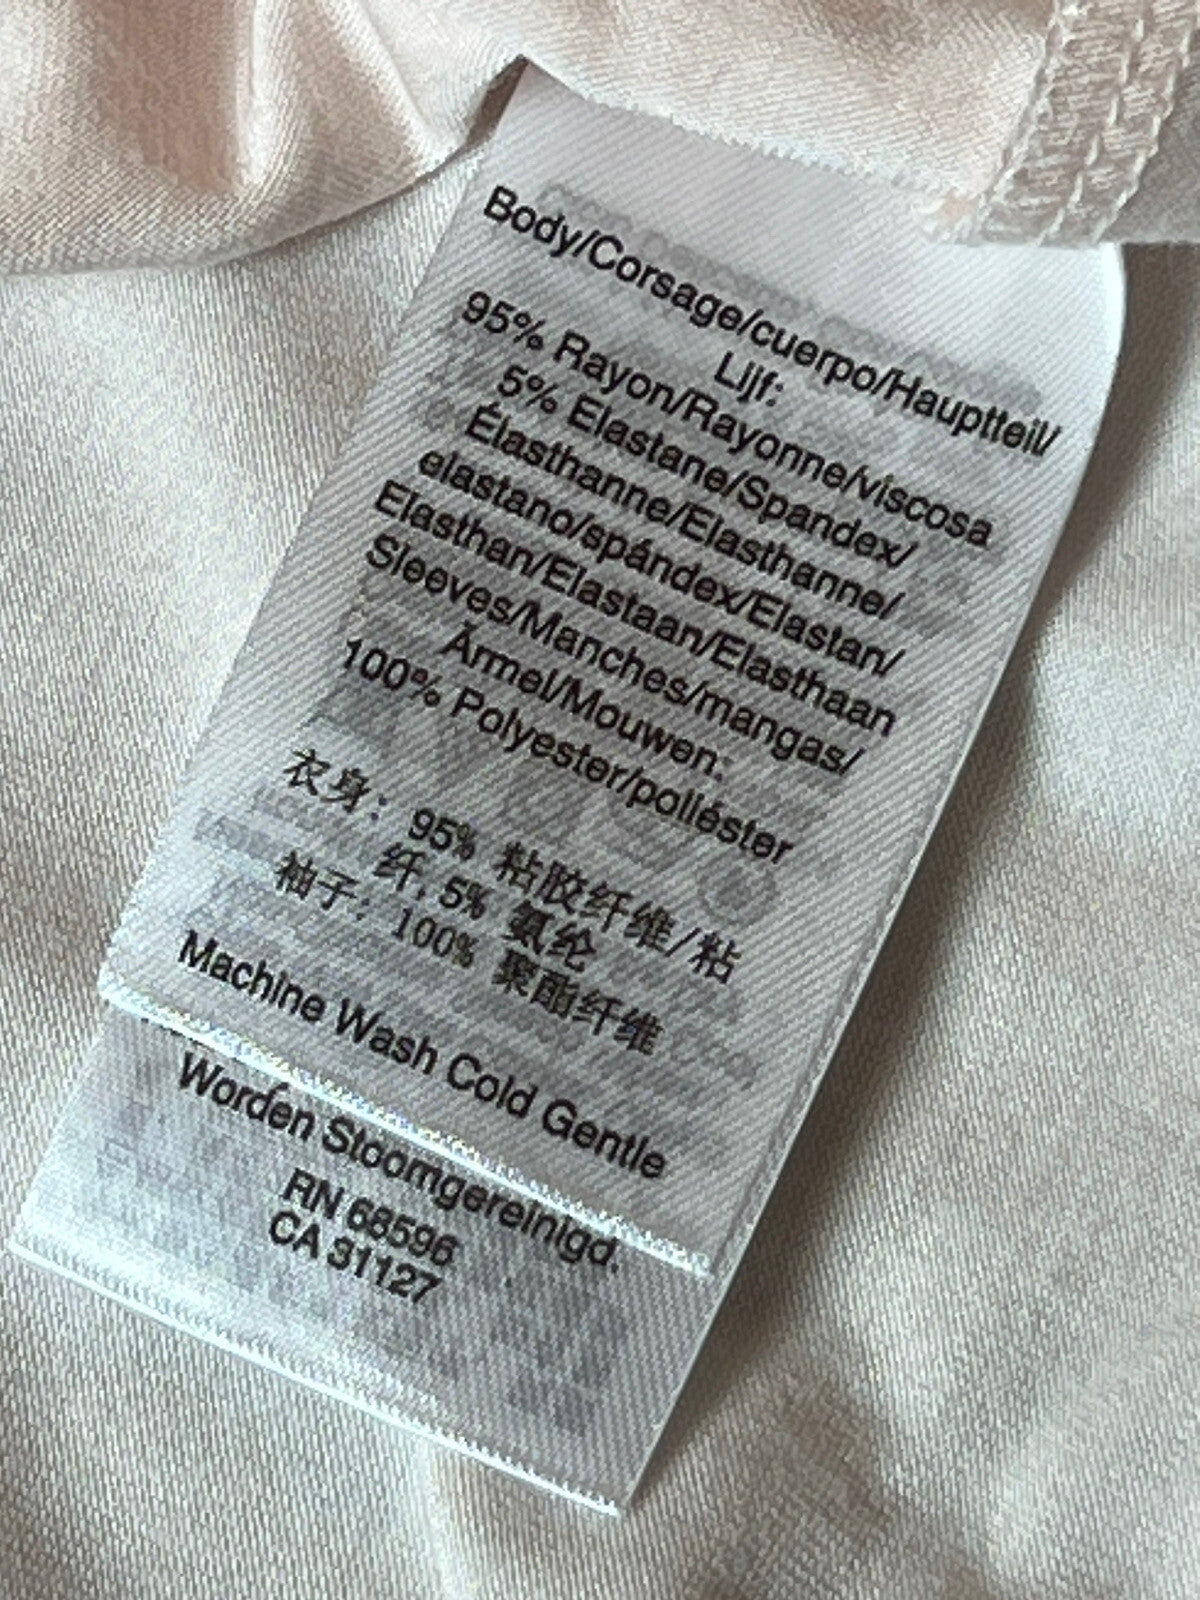 Body/Corsage/cuerpo/Hauptteil/
Lijf:
95% Rayon/Rayonne/viscosa
5% Elastane/Spandex/
Élasthanne/Elasthanne/
elastano/spándex/Elastan/
Elasthan/Elastaan/Elasthaan
Sleeves/Manches/mangas/
Ärmel/Mouwen:
100% Polyester/poliéster
衣身: 95% 粘胶纤维/粘
纤, 5% 氨纶
袖子: 100% 聚酯纤维
Machine Wash Cold Gentle
Worden Stoomgereinigd.
RN 68596
CA 31127